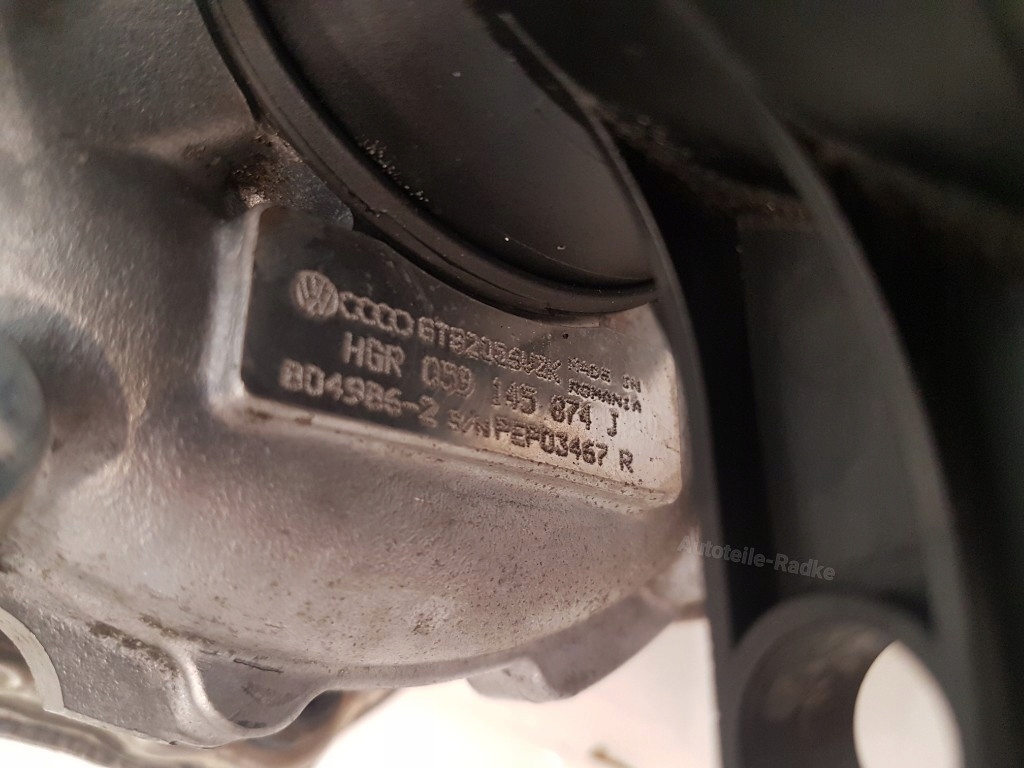 GTB2056VZK MADE IN
HGR 059 145 874 J ROMANIA
804986-2 S/N PEP03467 R
Autoteile-Radke